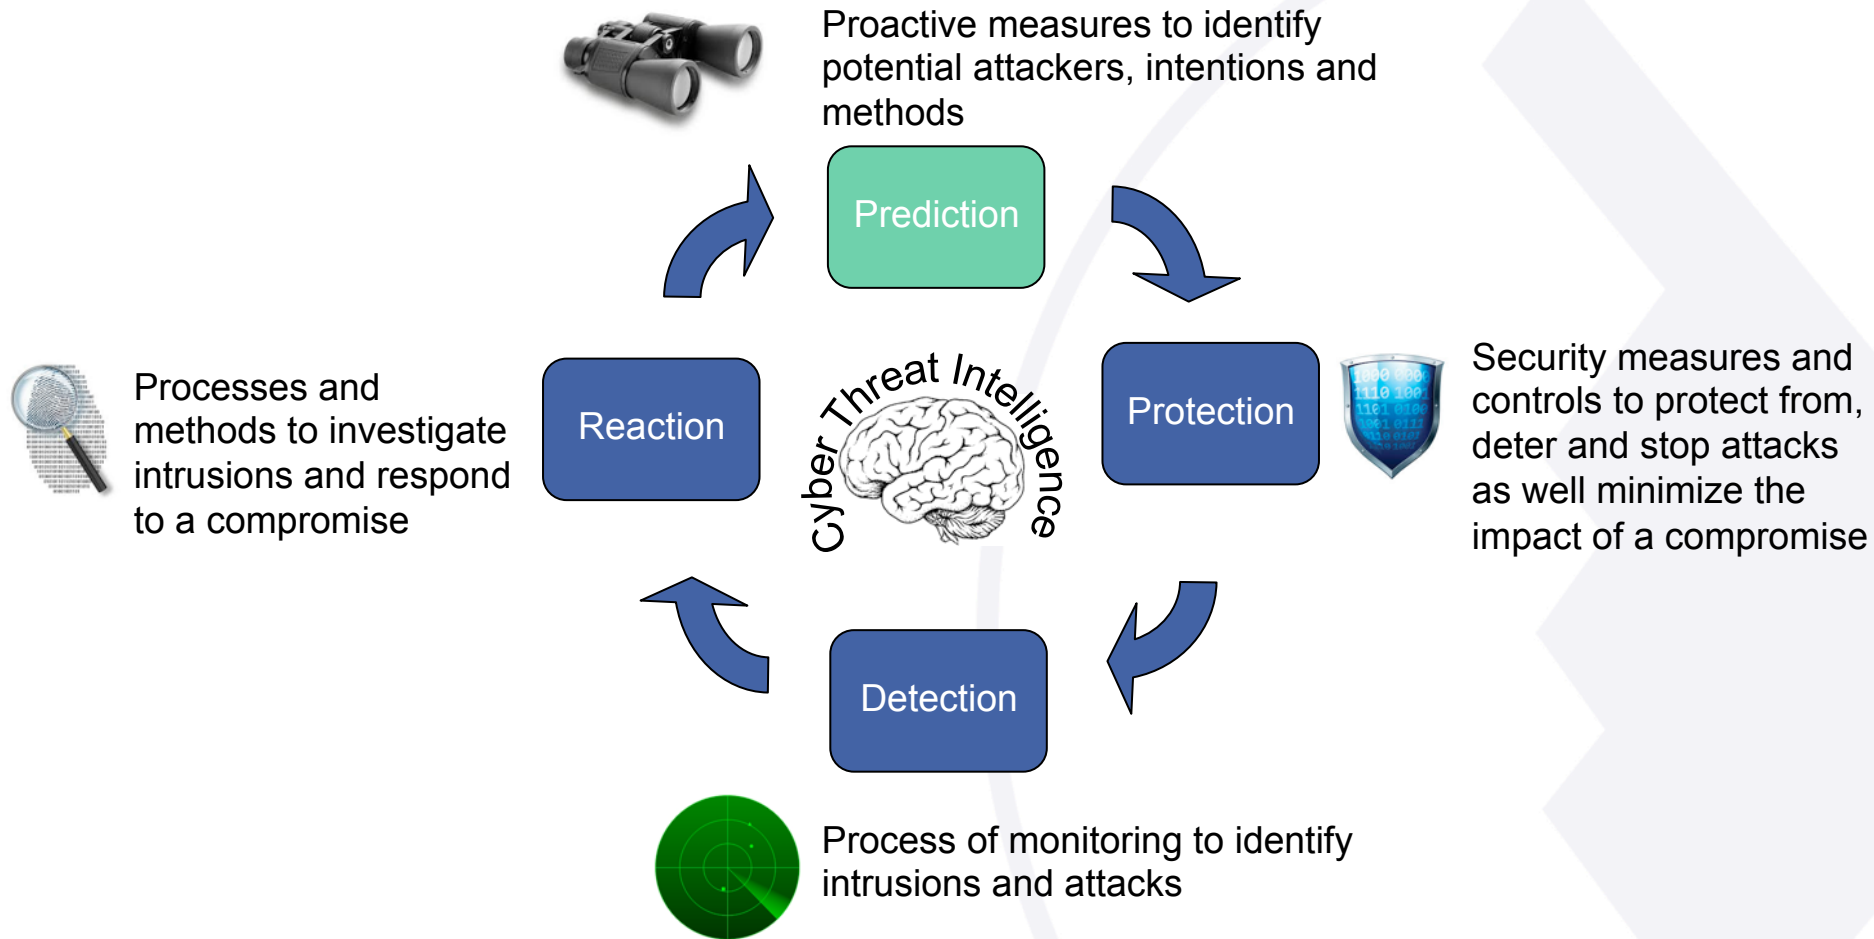 Proactive measures to identify
potential attackers, intentions and
methods
Prediction
Processes and
methods to investigate
intrusions and respond
to a compromise
Reaction
Cyber Threat Intelligence
Protection
Security measures and
controls to protect from,
deter and stop attacks
as well minimize the
impact of a compromise
Detection
Process of monitoring to identify
intrusions and attacks